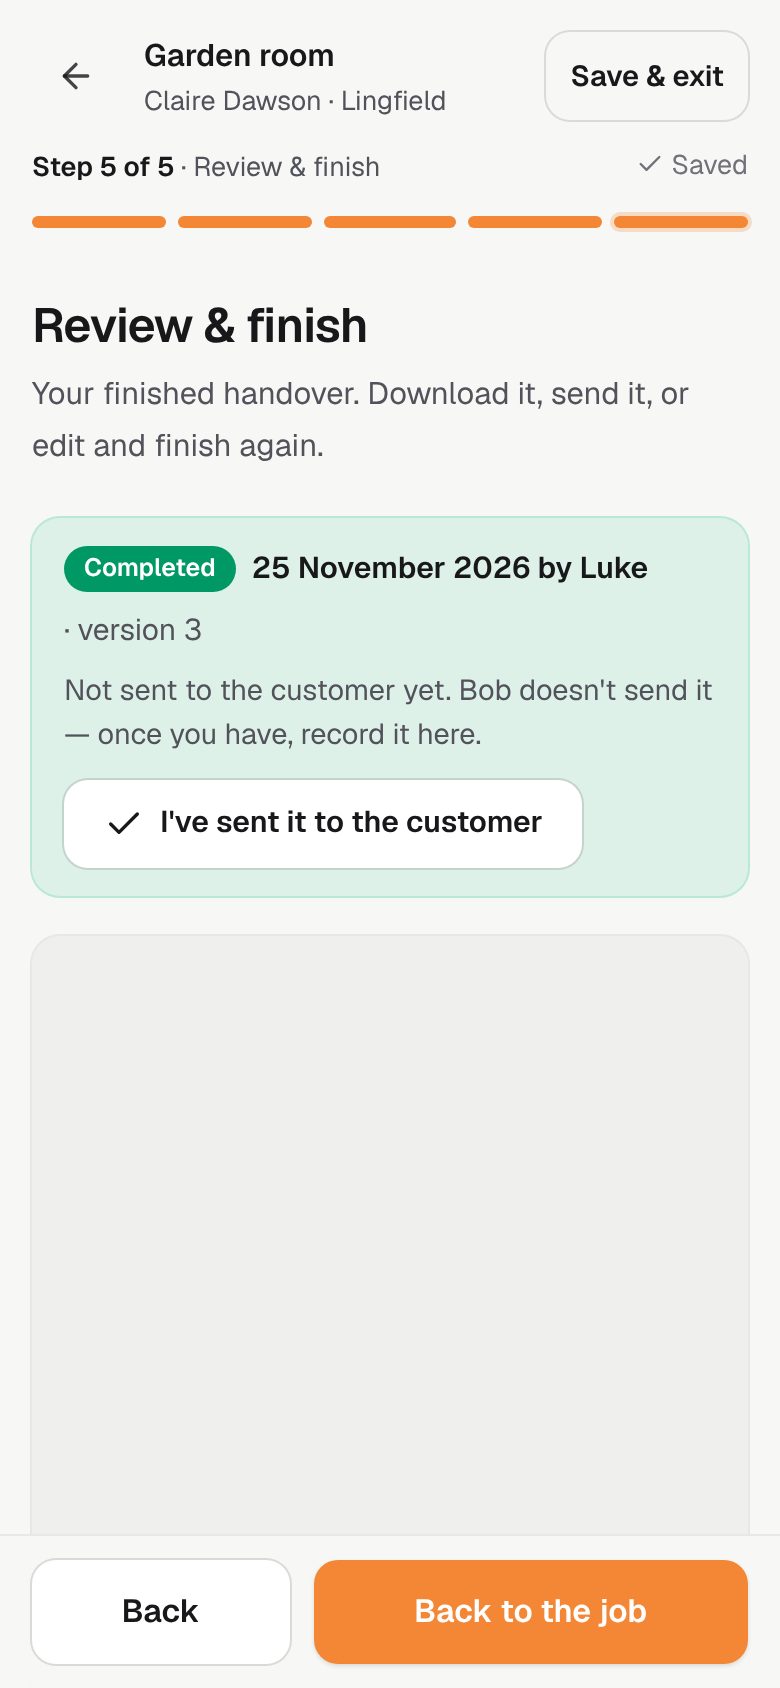 Garden room
Claire Dawson · Lingfield
Save & exit
Step 5 of 5 · Review & finish
Saved
Review & finish
Your finished handover. Download it, send it, or
edit and finish again.
Completed 25 November 2026 by Luke
· version 3
Not sent to the customer yet. Bob doesn't send it
— once you have, record it here.
I've sent it to the customer
Back
Back to the job